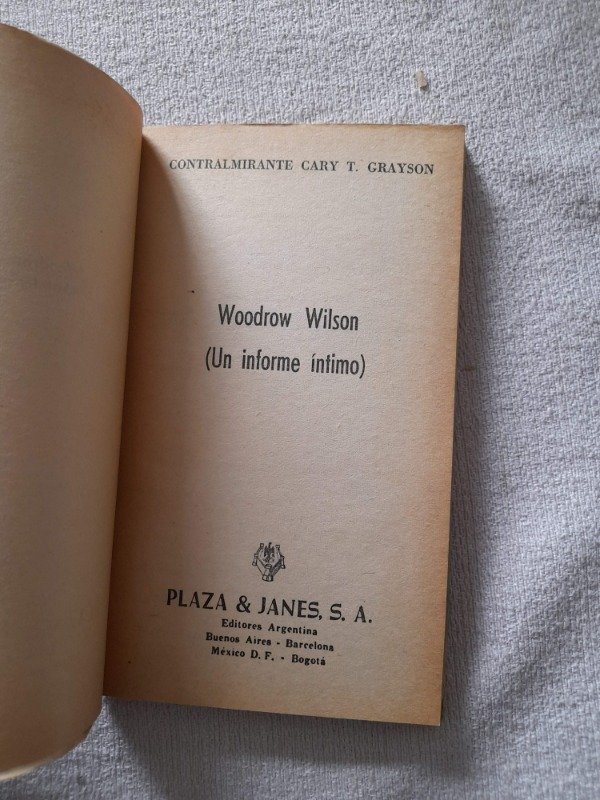 CONTRALMIRANTE CARY T. GRAYSON
Woodrow Wilson
(Un informe íntimo)
PLAZA & JANES, S. A.
Editores Argentina
Buenos Aires - Barcelona
México D. F. - Bogotá